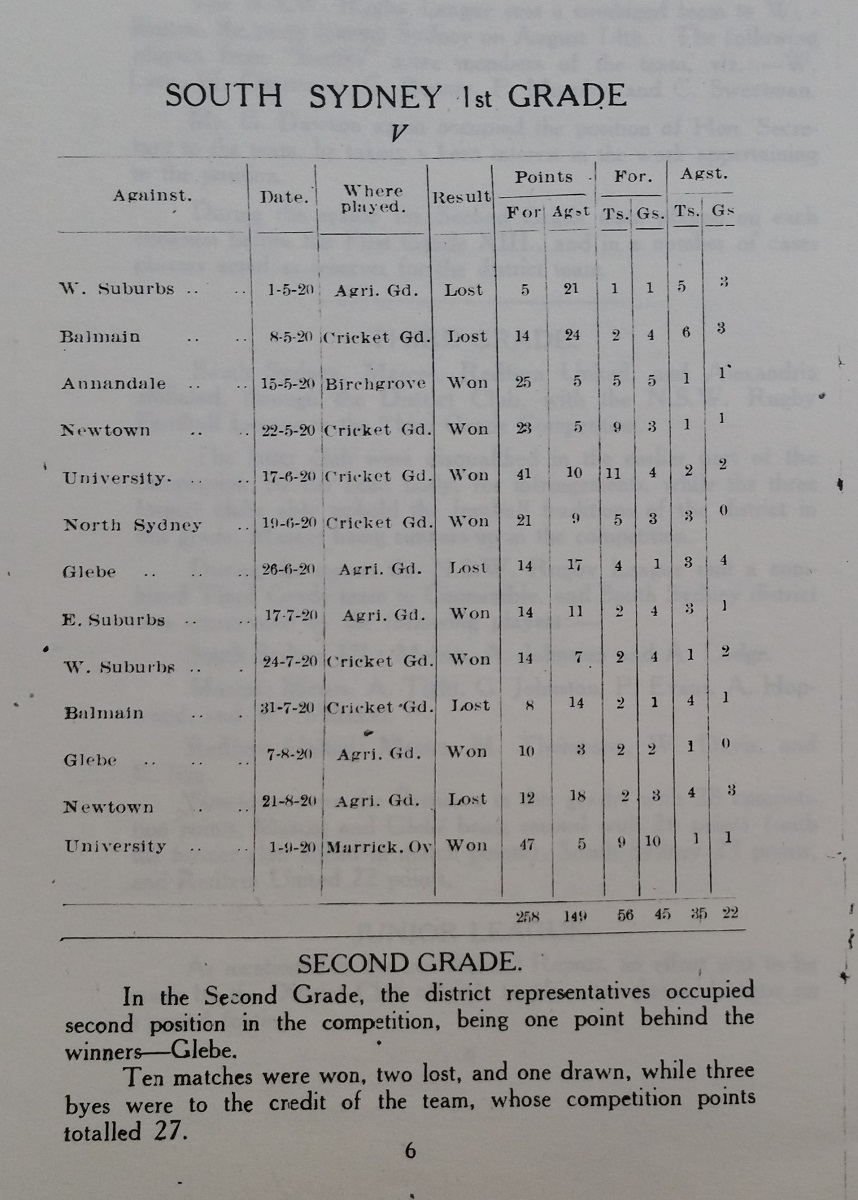 SOUTH SYDNEY 1st GRADE
V
Against. Date. Where played. Result Points For. Agst.
For Agst Ts. Gs. Ts. Gs
W. Suburbs .. .. 1-5-20 Agri. Gd. Lost 5 21 1 1 5 3
Balmain .. .. 8-5-20 Cricket Gd. Lost 14 24 2 4 6 3
Annandale .. .. 15-5-20 Birchgrove Won 25 5 5 5 1 1
Newtown .. .. 22-5-20 Cricket Gd. Won 23 5 9 3 1 1
University. .. .. 17-6-20 Cricket Gd. Won 41 10 11 4 2 2
North Sydney .. 19-6-20 Cricket Gd. Won 21 9 5 3 3 0
Glebe .. .. .. 26-6-20 Agri. Gd. Lost 14 17 4 1 3 4
E. Suburbs .. .. 17-7-20 Agri. Gd. Won 14 11 2 4 3 1
W. Suburbs .. . 24-7-20 Cricket Gd. Won 14 7 2 4 1 2
Balmain .. . 31-7-20 Cricket Gd. Lost 8 14 2 1 4 1
Glebe .. .. .. 7-8-20 Agri. Gd. Won 10 3 2 2 1 0
Newtown . .. 21-8-20 Agri. Gd. Lost 12 18 2 3 4 3
University .. .. 1-9-20 Marrick. Ov Won 47 5 9 10 1 1
258 149 56 45 35 22
SECOND GRADE.
In the Second Grade, the district representatives occupied
second position in the competition, being one point behind the
winners—Glebe.
Ten matches were won, two lost, and one drawn, while three
byes were to the credit of the team, whose competition points
totalled 27.
6